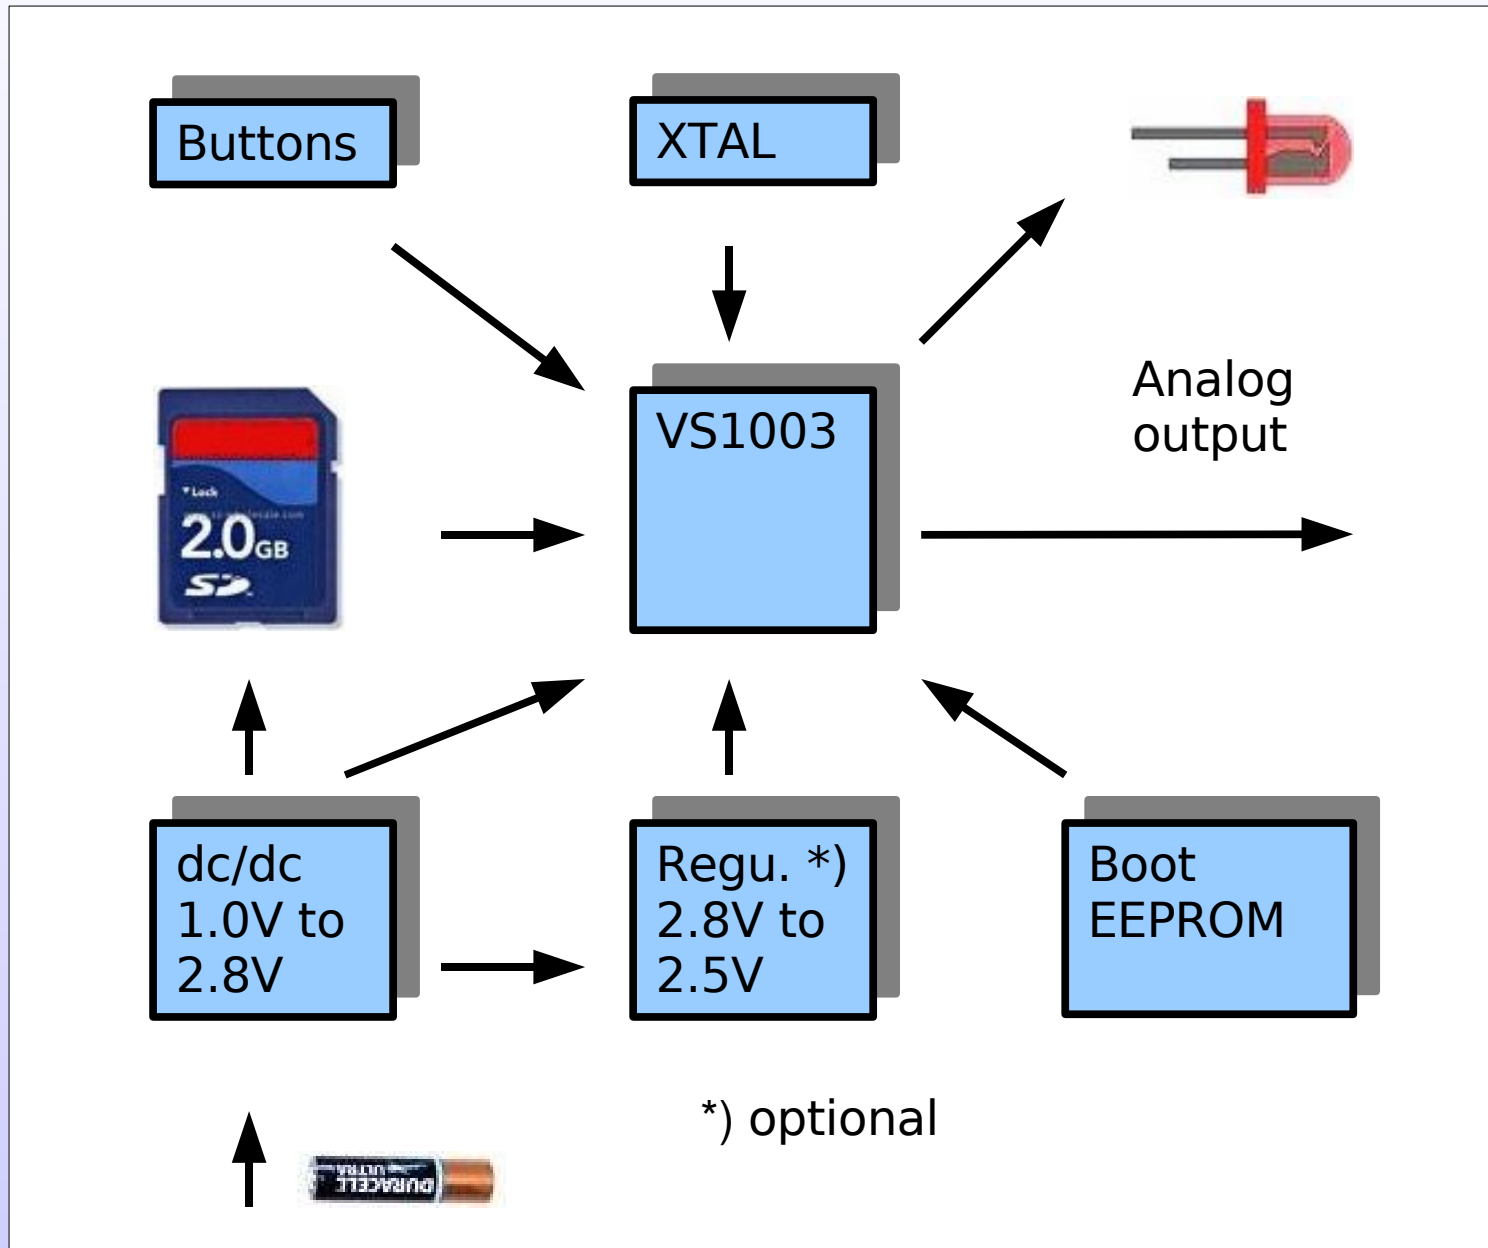 Buttons
XTAL
Analog
output
VS1003
Lock
2.0GB
SD
dc/dc
1.0V to
2.8V
Regu. *)
2.8V to
2.5V
Boot
EEPROM
*) optional
DURACELL
ULTRA